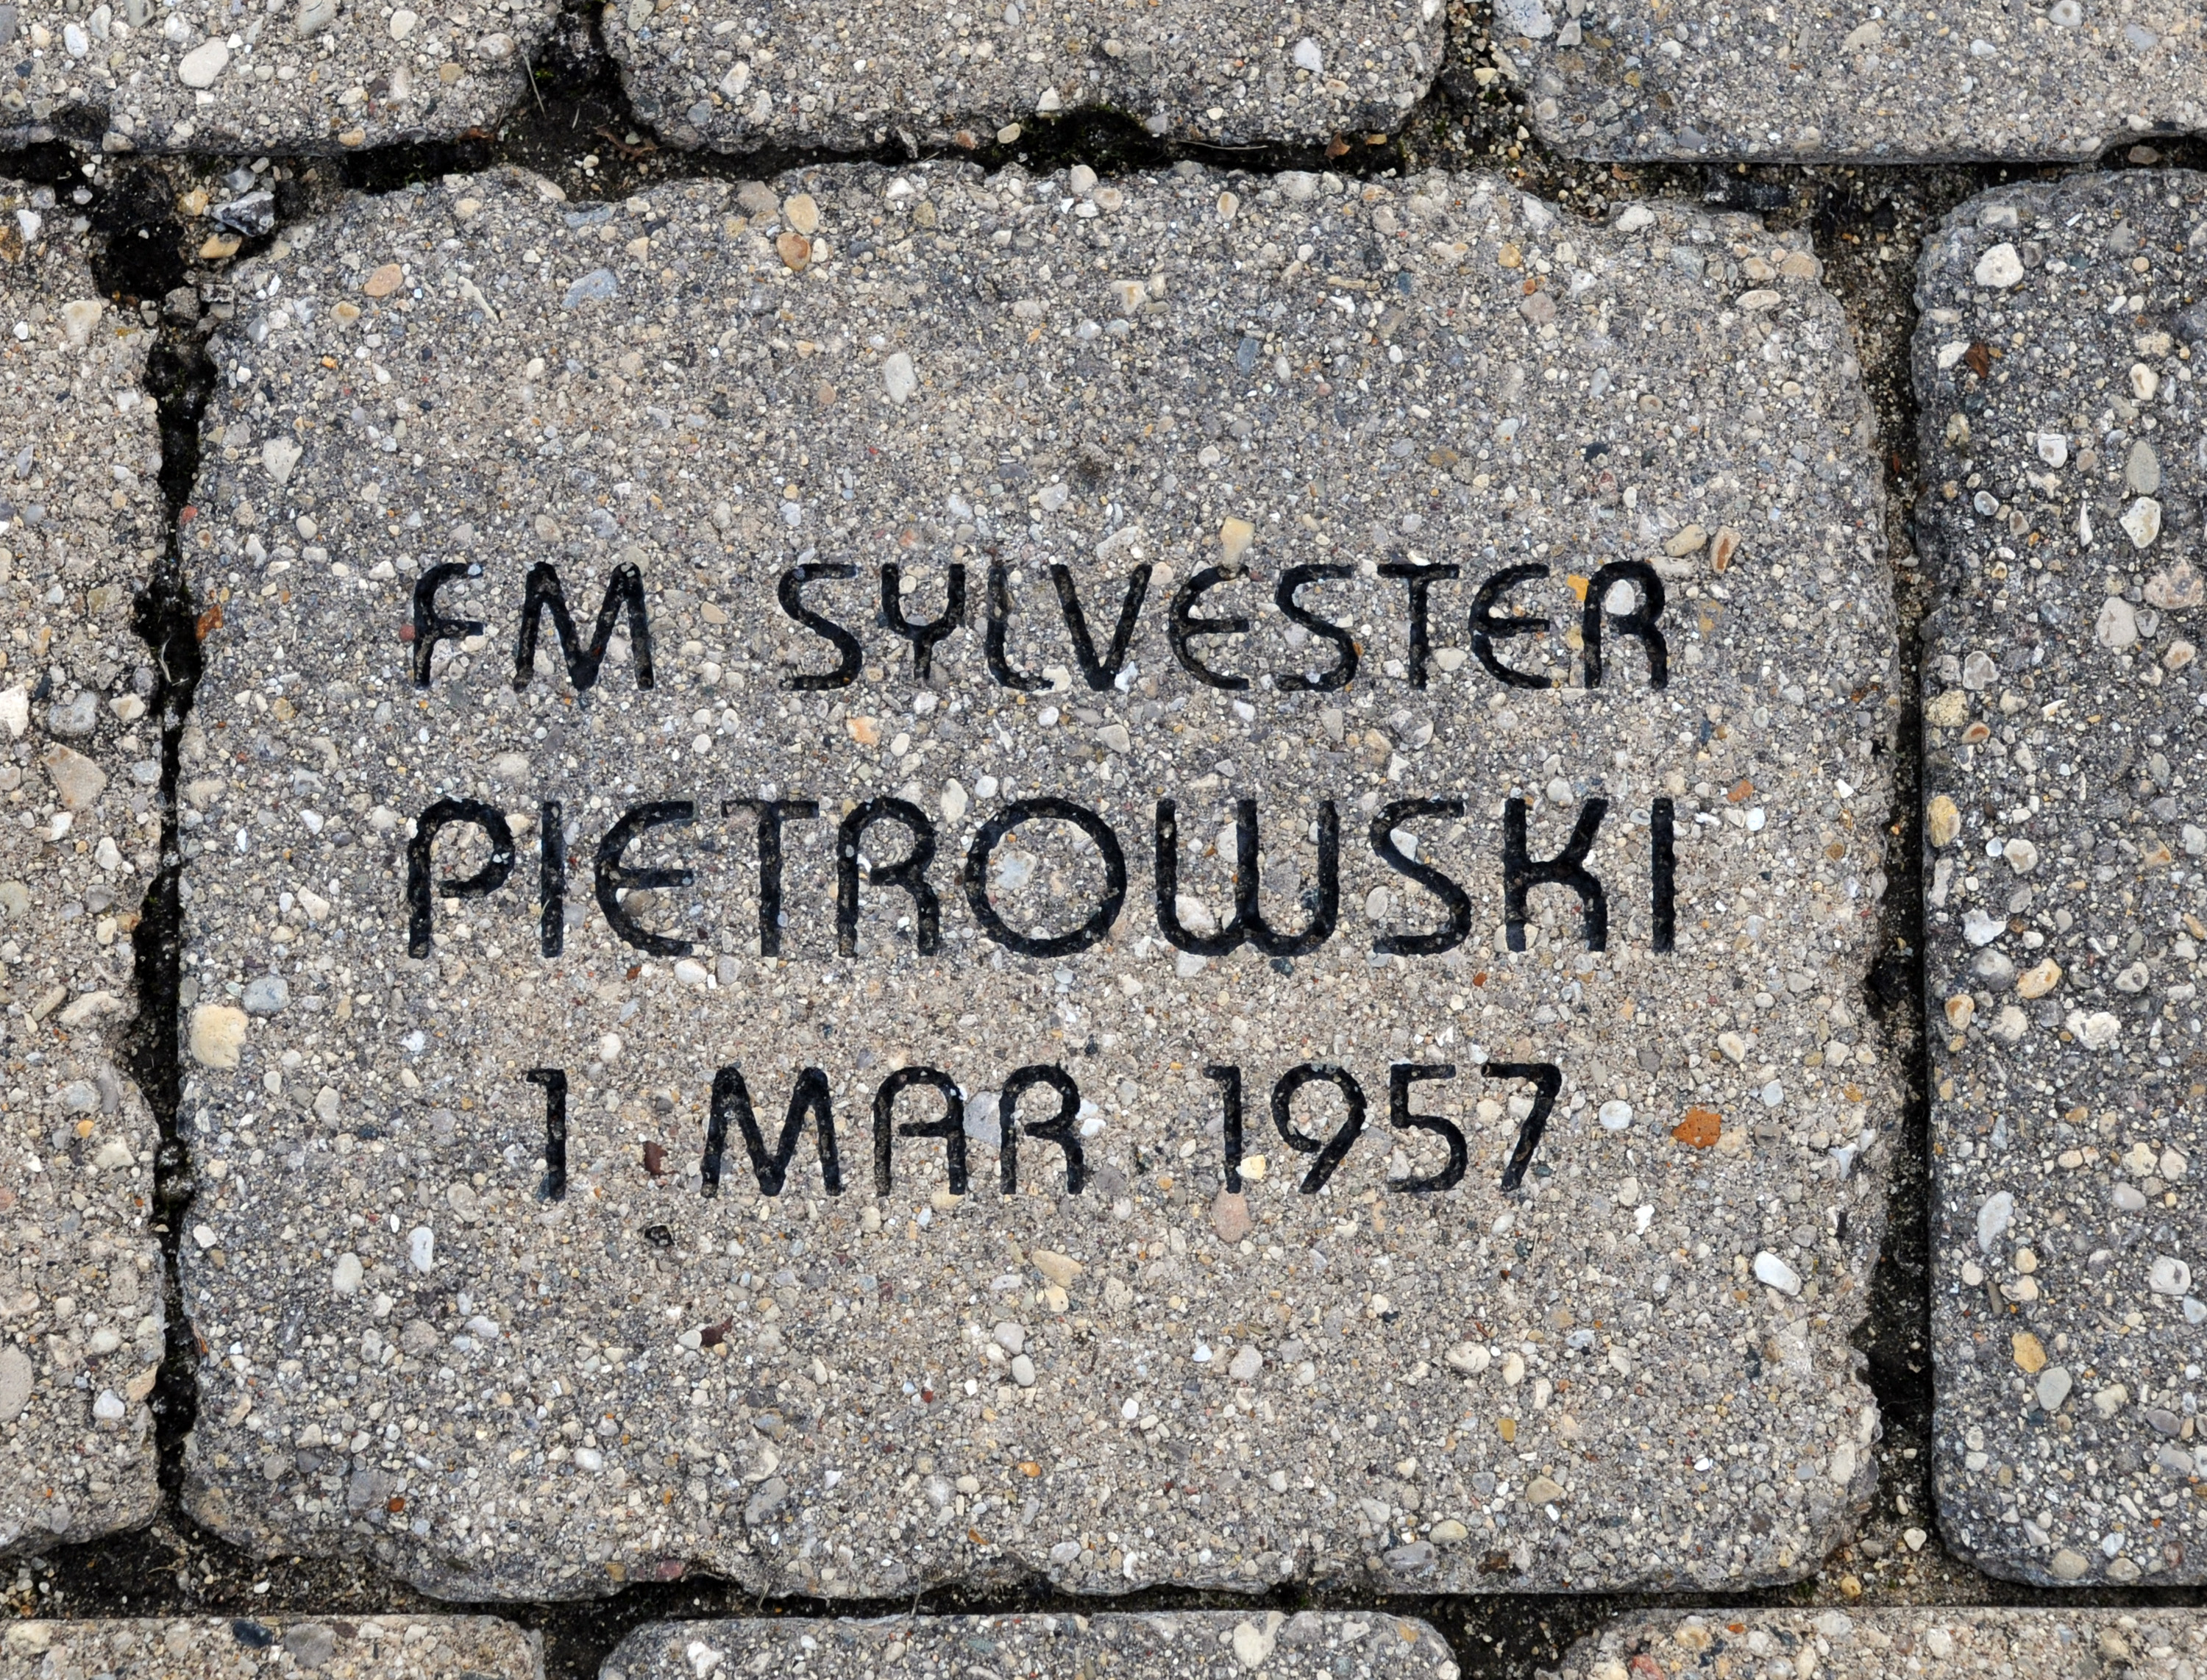 FM SYLVESTER
PIETROWSKI
1 MAR 1957